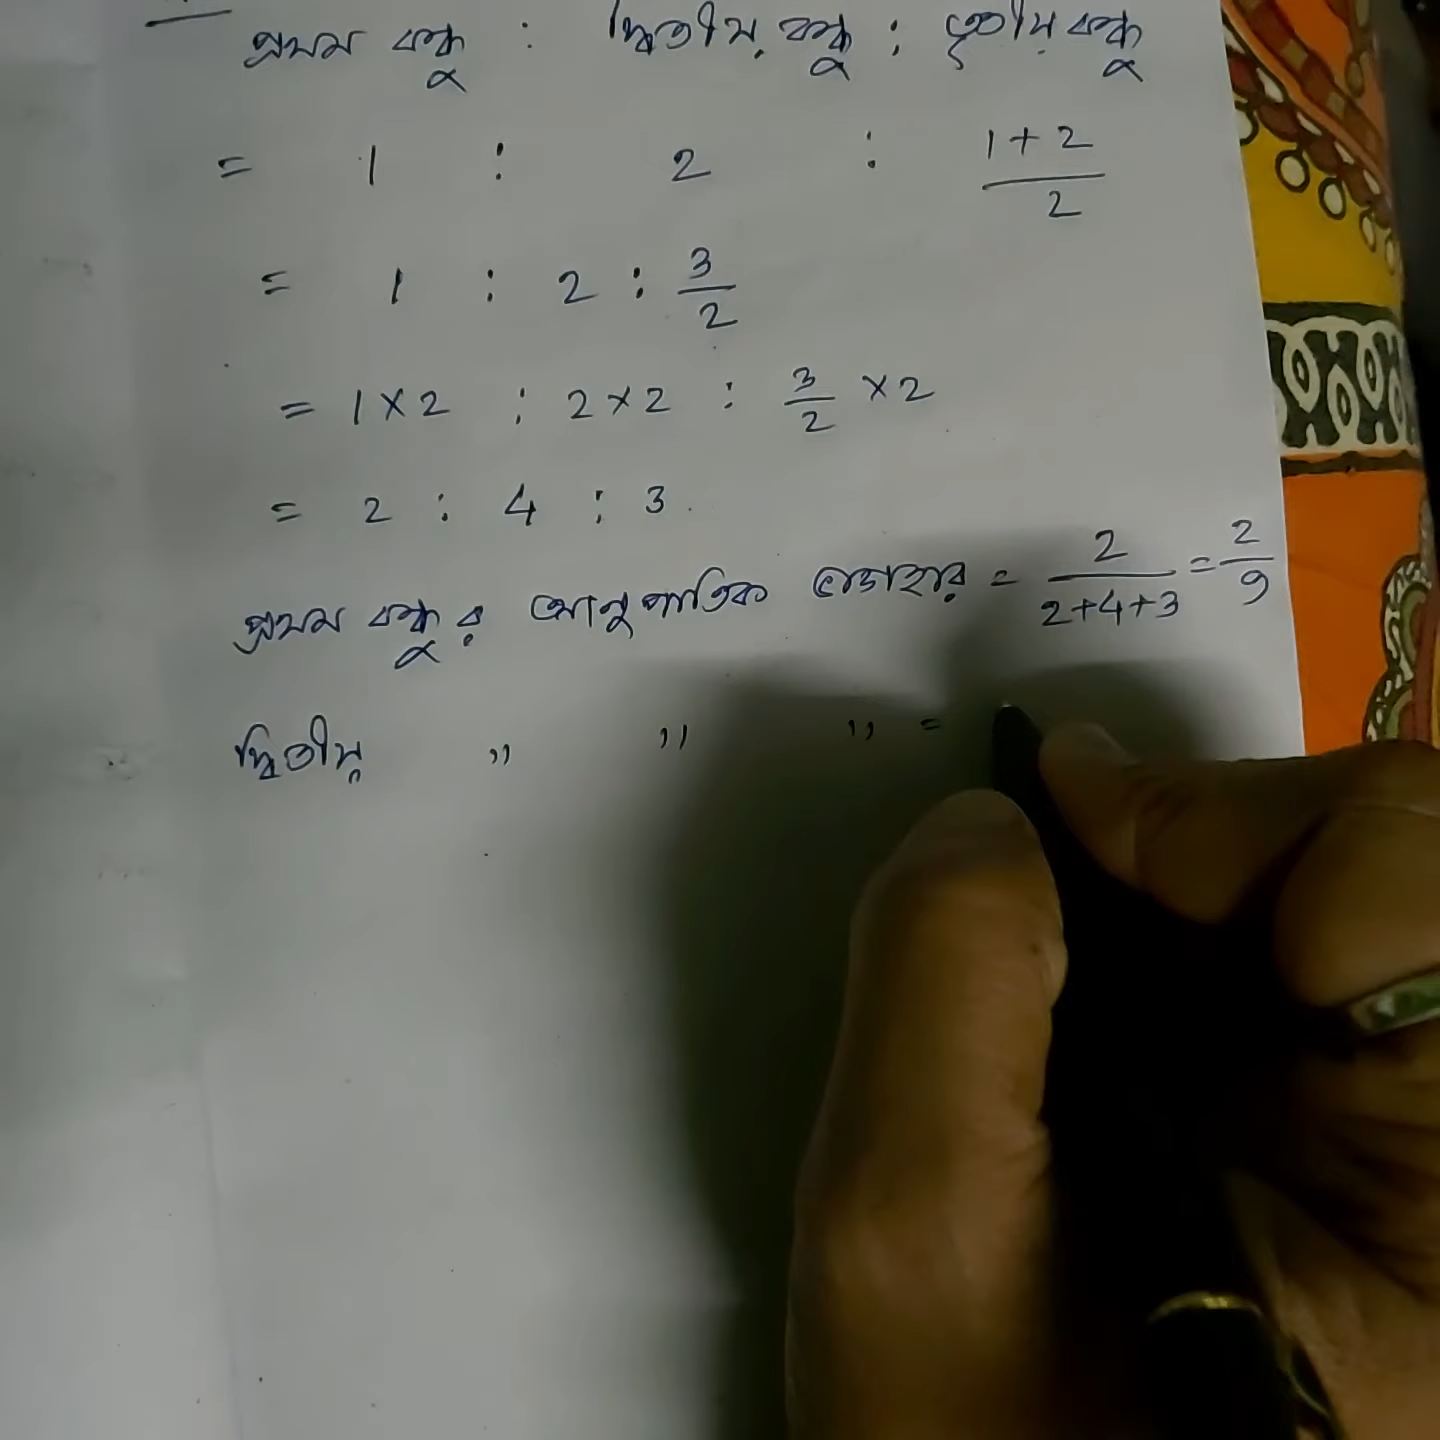 প্রথম বন্ধু : দ্বিতীয় বন্ধু : তৃতীয় বন্ধু
= 1 : 2 : (1+2)/2
= 1 : 2 : 3/2
= 1×2 : 2×2 : 3/2 ×2
= 2 : 4 : 3.
প্রথম বন্ধুর আনুপাতিক ভাগহার = 2/(2+4+3) = 2/9
দ্বিতীয় ,, ,, ,, =